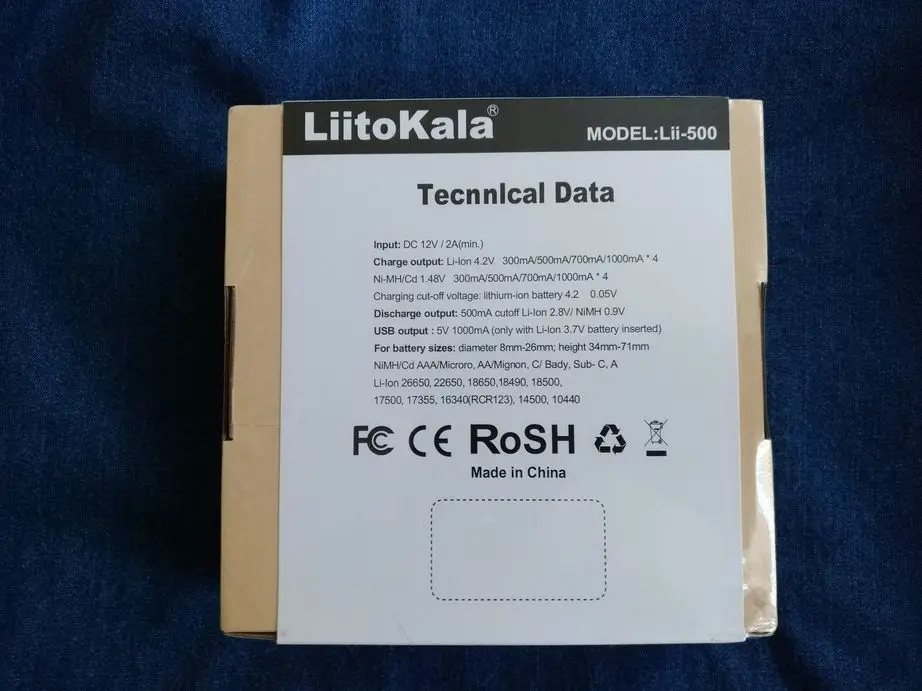 LiitoKala®
MODEL:Lii-500
Tecnnlcal Data
Input: DC 12V / 2A(min.)
Charge output: Li-lon 4.2V 300mA/500mA/700mA/1000mA * 4
Ni-MH/Cd 1.48V 300mA/500mA/700mA/1000mA * 4
Charging cut-off voltage: lithium-ion battery 4.2 0.05V
Discharge output: 500mA cutoff Li-lon 2.8V/ NiMH 0.9V
USB output : 5V 1000mA (only with Li-lon 3.7V battery inserted)
For battery sizes: diameter 8mm-26mm; height 34mm-71mm
NiMH/Cd AAA/Microro, AA/Mignon, C/ Bady, Sub- C, A
Li-lon 26650, 22650, 18650,18490, 18500,
17500, 17355, 16340(RCR123), 14500, 10440
FC CE RoSH
Made in China